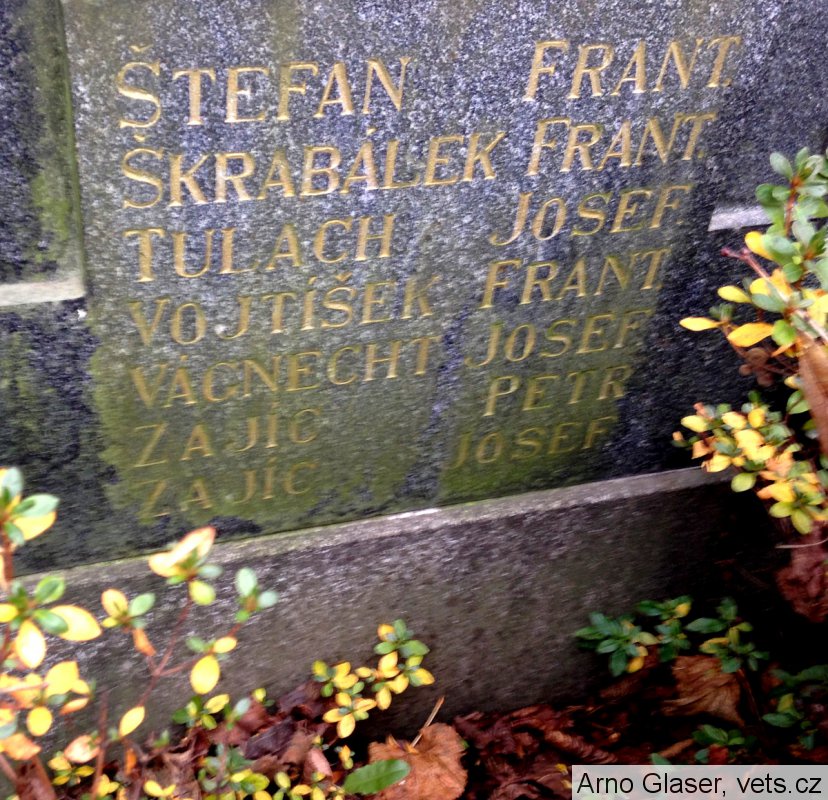 ŠTEFAN FRANT.
ŠKRABÁLEK FRANT.
TULACH JOSEF.
VOJTÍŠEK FRANT.
VÁGNECHT JOSEF.
ZAJÍC PETR
ZAJÍC JOSEF
Arno Glaser, vets.cz